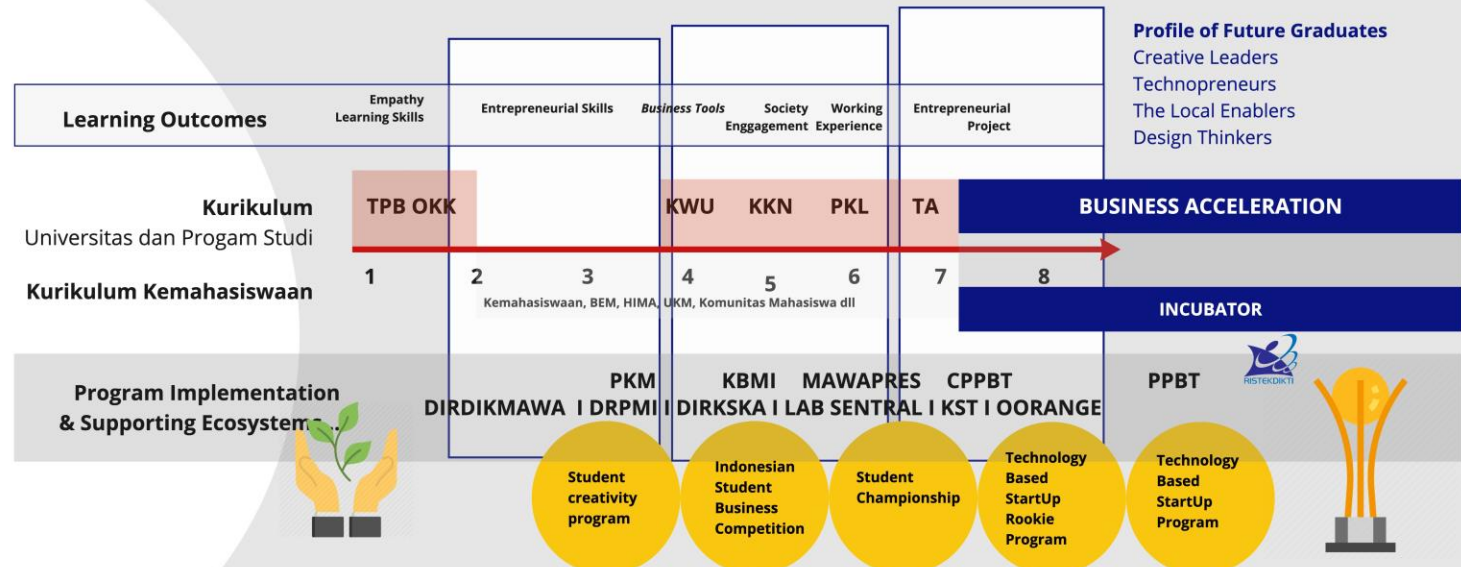 Profile of Future Graduates
Creative Leaders
Technopreneurs
The Local Enablers
Design Thinkers
Learning Outcomes
Empathy
Learning Skills
Entrepreneurial Skills
Business Tools
Society
Enggagement
Working
Experience
Entrepreneurial
Project
Kurikulum
Universitas dan Progam Studi
TPB OKK
KWU
KKN
PKL
TA
BUSINESS ACCELERATION
Kurikulum Kemahasiswaan
1
2
3
4
5
6
7
8
Kemahasiswaan, BEM, HIMA, UKM, Komunitas Mahasiswa dll
INCUBATOR
RISTEKDIKTI
Program Implementation
& Supporting Ecosystems...
PKM
KBMI
MAWAPRES
CPPBT
PPBT
DIRDIKMAWA I DRPMI I DIRKSKA I LAB SENTRAL I KST I OORANGE
Student
creativity
program
Indonesian
Student
Business
Competition
Student
Championship
Technology
Based
StartUp
Rookie
Program
Technology
Based
StartUp
Program